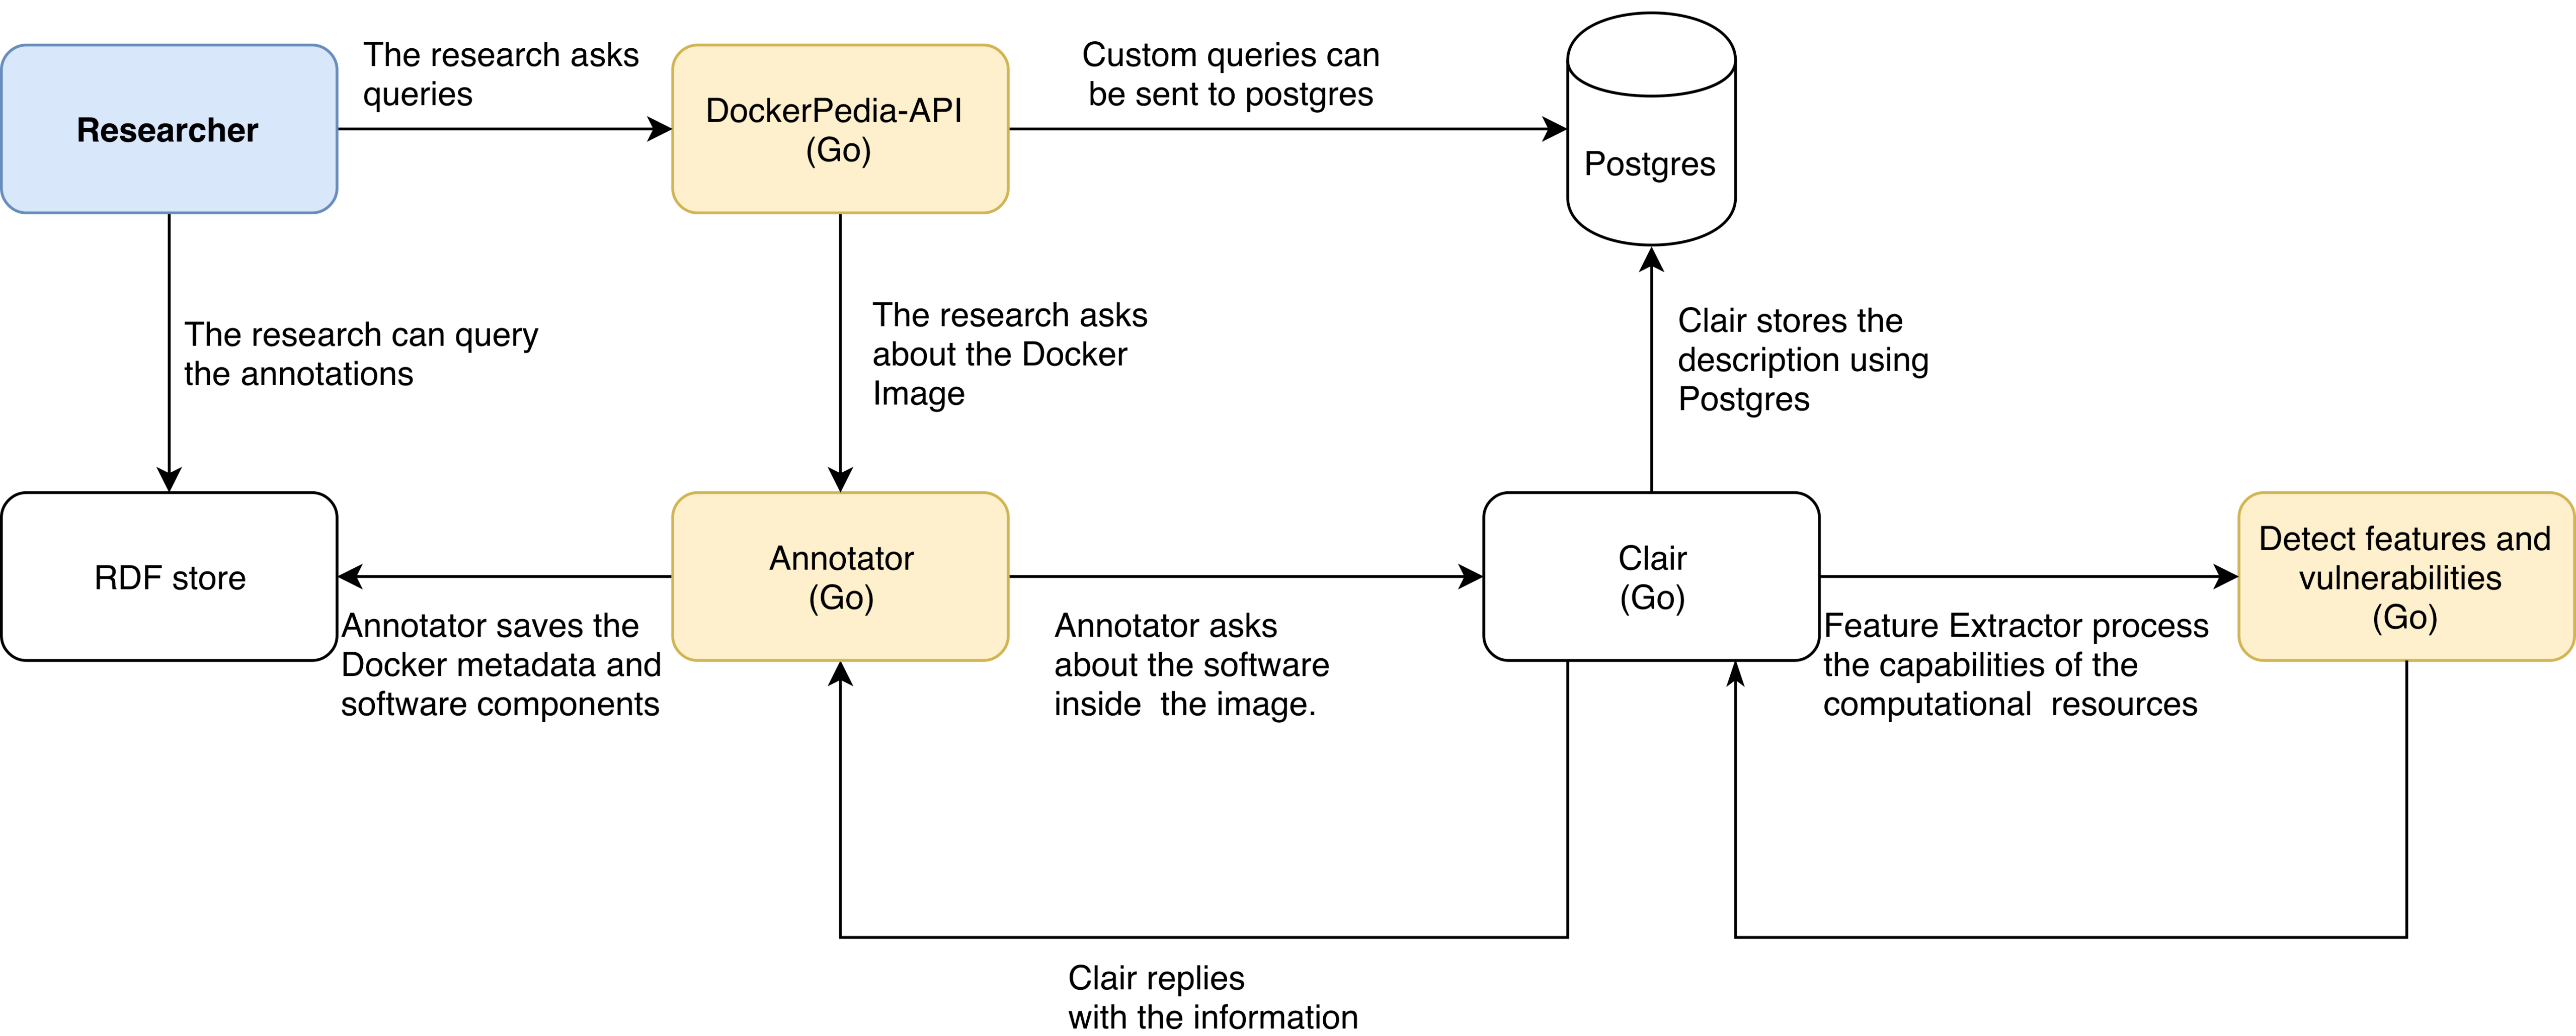 Researcher
The research asks
queries
DockerPedia-API
(Go)
Custom queries can
be sent to postgres
Postgres
The research can query
the annotations
The research asks
about the Docker
Image
Clair stores the
description using
Postgres
RDF store
Annotator saves the
Docker metadata and
software components
Annotator
(Go)
Annotator asks
about the software
inside  the image.
Clair
(Go)
Feature Extractor process
the capabilities of the
computational  resources
Detect features and
vulnerabilities
(Go)
Clair replies
with the information